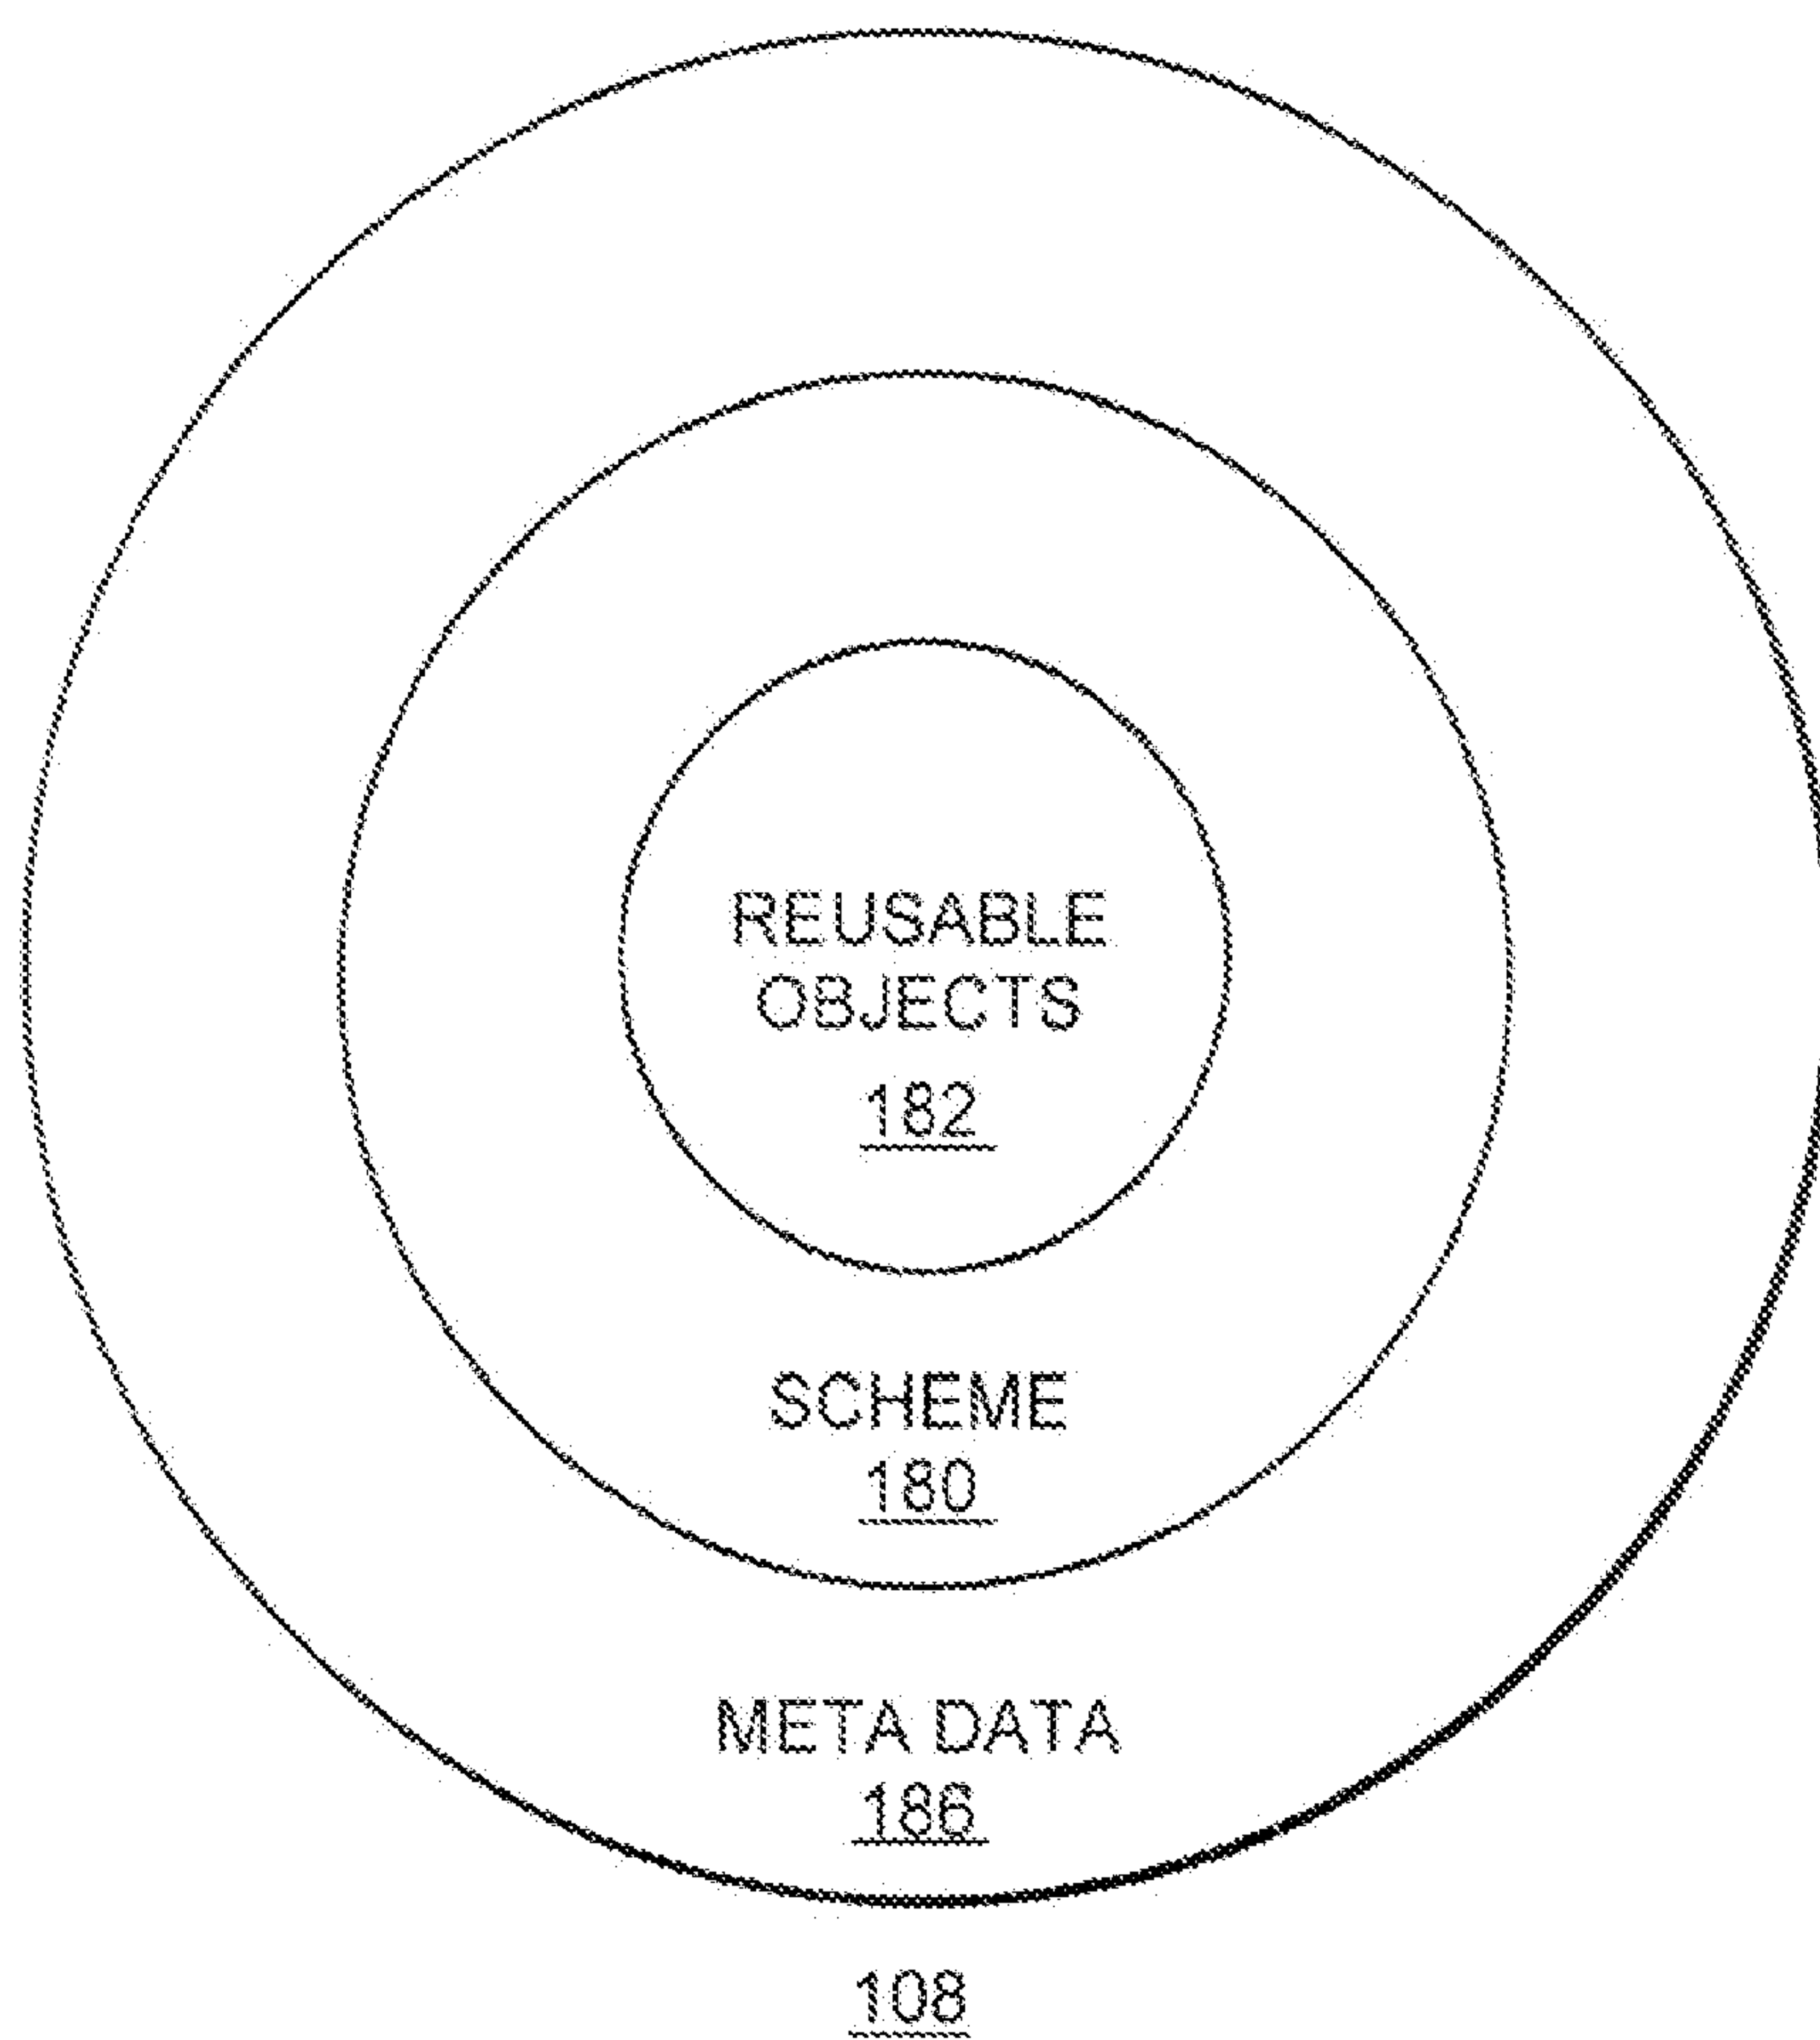 REUSABLE
OBJECTS
182
SCHEME
180
META DATA
186
108